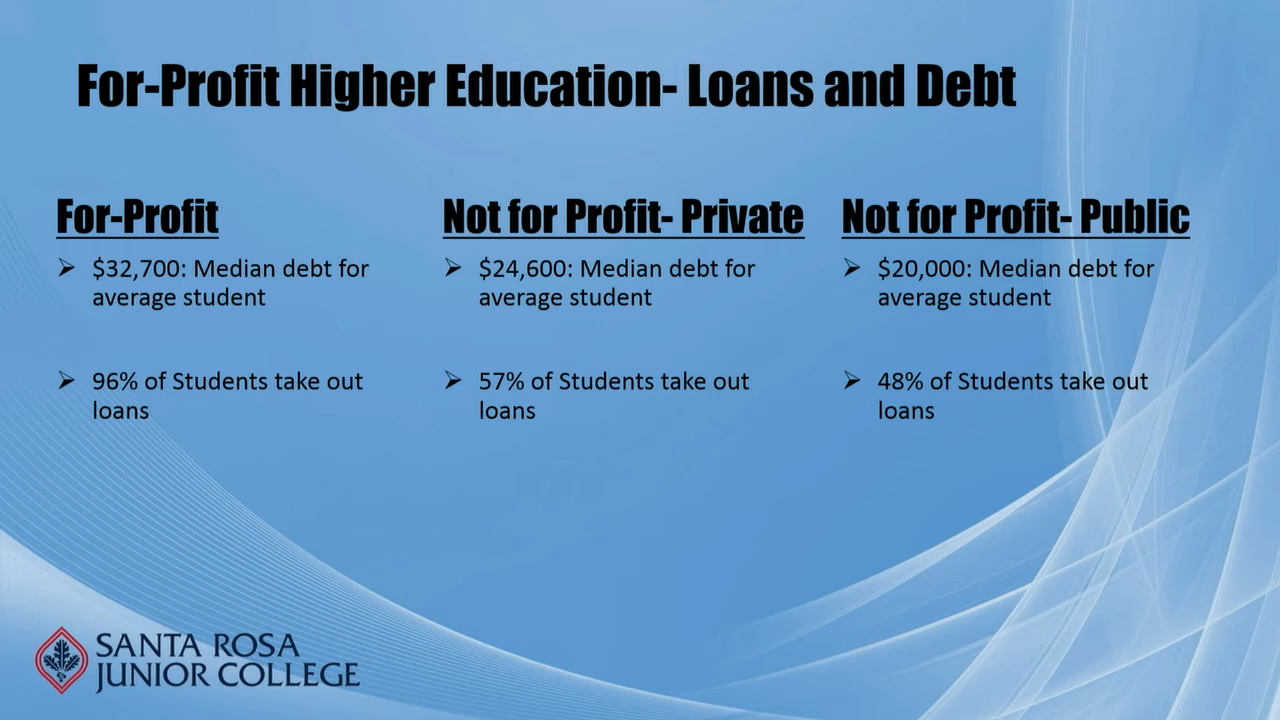 For-Profit Higher Education- Loans and Debt
For-Profit
➢ $32,700: Median debt for
average student
➢ 96% of Students take out
loans
Not for Profit- Private
➢ $24,600: Median debt for
average student
➢ 57% of Students take out
loans
Not for Profit- Public
➢ $20,000: Median debt for
average student
➢ 48% of Students take out
loans
SANTA ROSA
JUNIOR COLLEGE